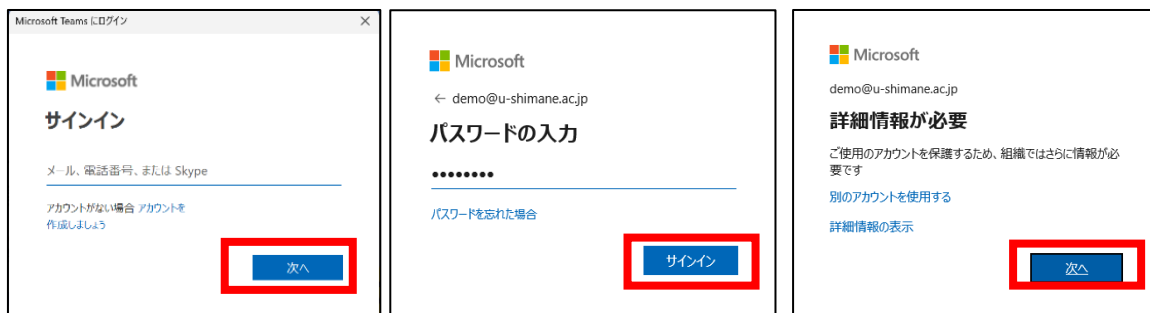 Microsoft Teams にログイン
Microsoft
サインイン
メール、電話番号、または Skype
アカウントがない場合 アカウントを
作成しましょう
次へ
Microsoft
← demo@u-shimane.ac.jp
パスワードの入力
••••••••
パスワードを忘れた場合
サインイン
Microsoft
demo@u-shimane.ac.jp
詳細情報が必要
ご使用のアカウントを保護するため、組織ではさらに情報が必
要です
別のアカウントを使用する
詳細情報の表示
次へ